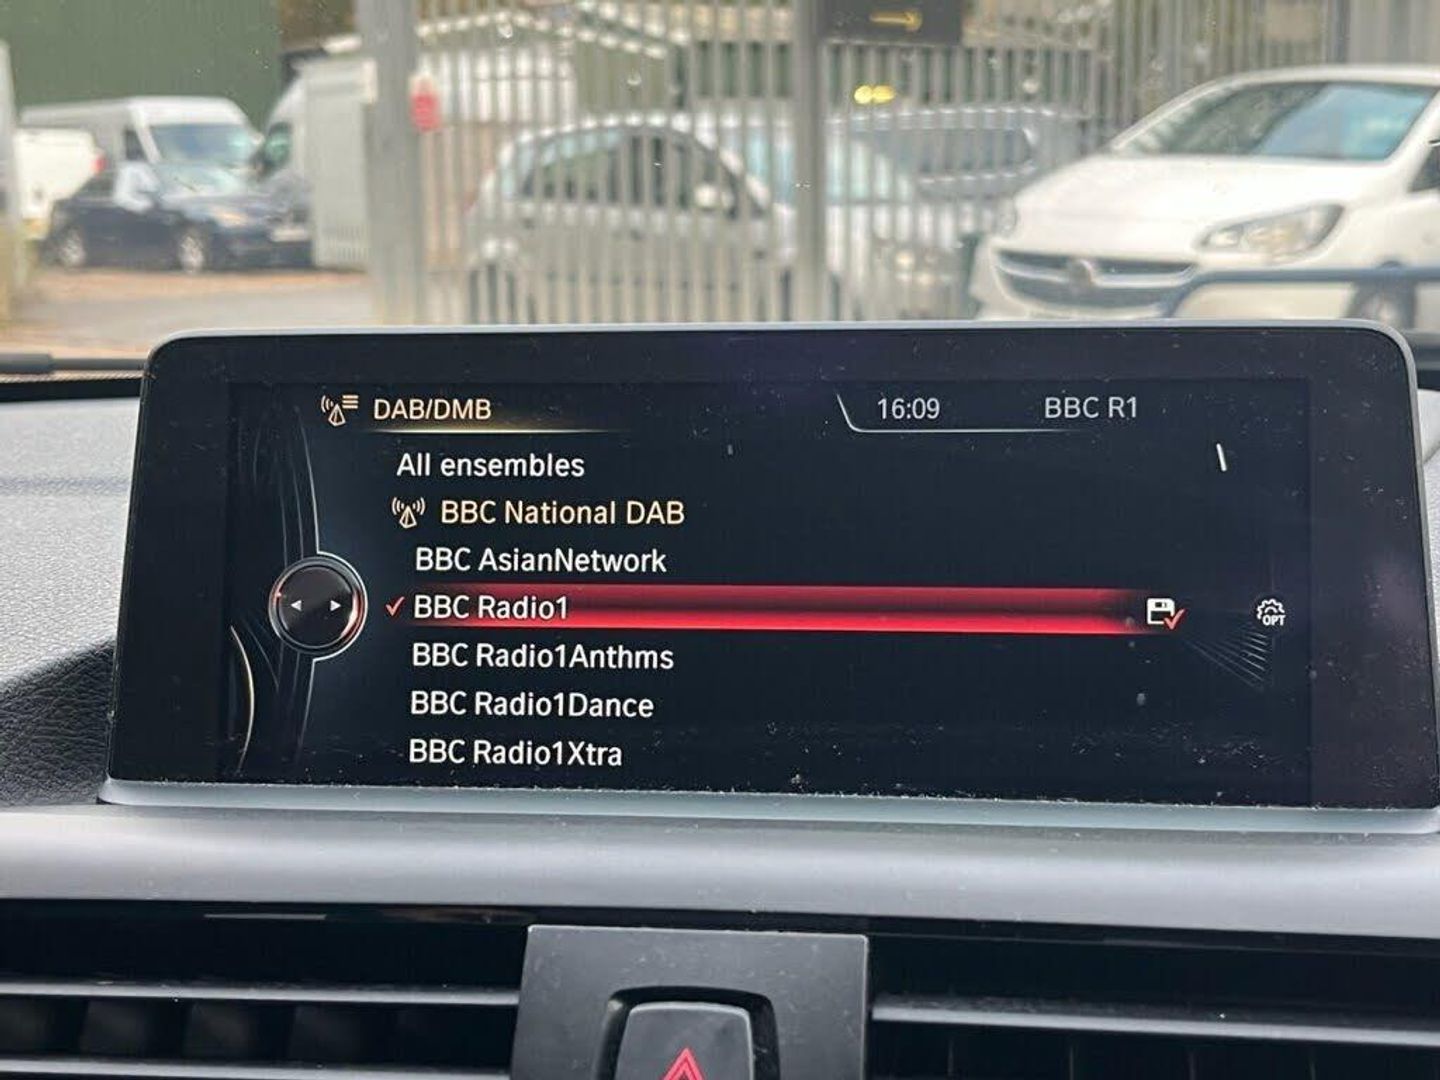 DAB/DMB
16:09
BBC R1
All ensembles
BBC National DAB
BBC AsianNetwork
BBC Radio1
OPT
BBC Radio1Anthms
BBC Radio1Dance
BBC Radio1Xtra